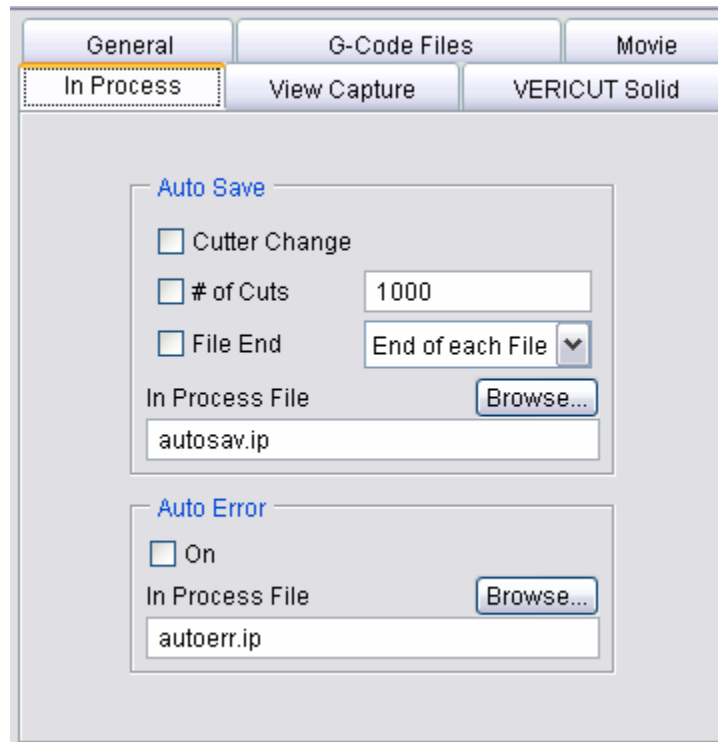 General G-Code Files Movie
In Process View Capture VERICUT Solid
Auto Save
Cutter Change
# of Cuts 1000
File End End of each File
In Process File Browse...
autosav.ip
Auto Error
On
In Process File Browse...
autoerr.ip